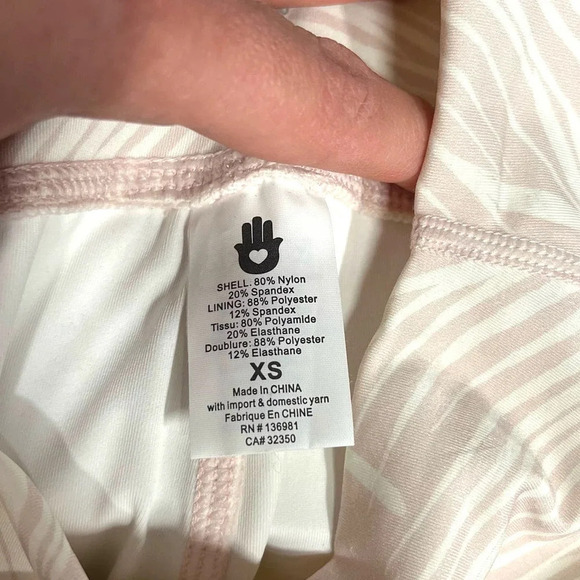 SHELL: 80% Nylon
20% Spandex
LINING: 88% Polyester
12% Spandex
Tissu: 80% Polyamide
20% Elasthane
Doublure: 88% Polyester
12% Elasthane
XS
Made In CHINA
with import & domestic yarn
Fabrique En CHINE
RN # 136981
CA# 32350